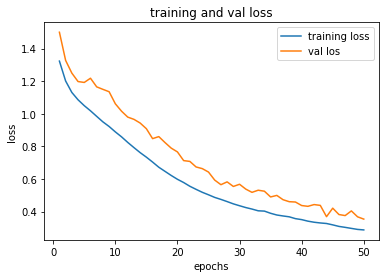 training and val loss
training loss
val los
loss
1.4
1.2
1.0
0.8
0.6
0.4
0 10 20 30 40 50
epochs